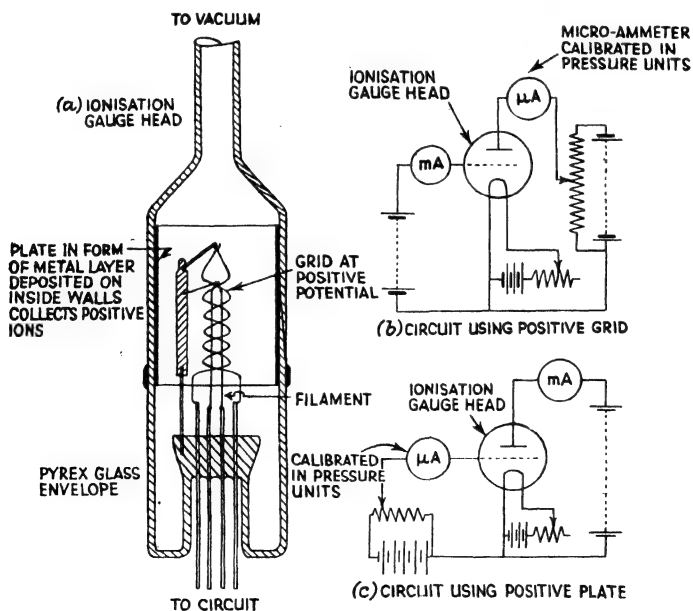 TO VACUUM
(a) IONISATION
GAUGE HEAD
PLATE IN FORM
OF METAL LAYER
DEPOSITED ON
INSIDE WALLS
COLLECTS POSITIVE
IONS
GRID AT
POSITIVE
POTENTIAL
FILAMENT
PYREX GLASS
ENVELOPE
TO CIRCUIT
MICRO-AMMETER
CALIBRATED IN
PRESSURE UNITS
IONISATION
GAUGE HEAD
μA
mA
(b) CIRCUIT USING POSITIVE GRID
IONISATION
GAUGE HEAD
mA
CALIBRATED
IN PRESSURE
UNITS
μA
(c) CIRCUIT USING POSITIVE PLATE